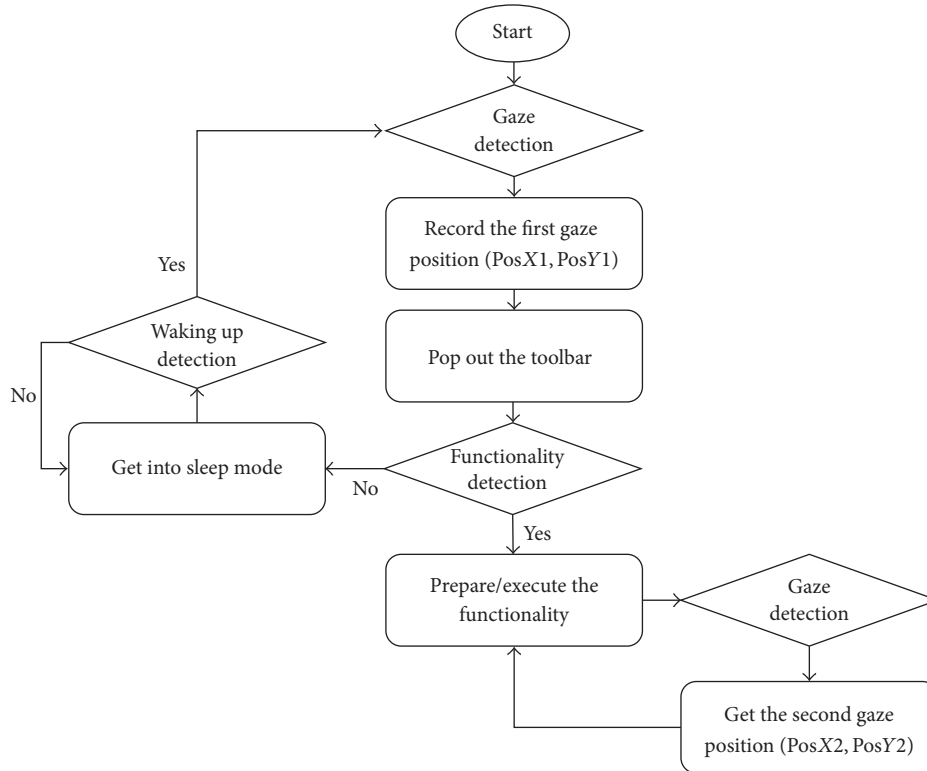 Start
Gaze
detection
Record the first gaze
position (PosX1, PosY1)
Yes
Waking up
detection
Pop out the toolbar
No
Get into sleep mode
Functionality
detection
No
Yes
Prepare/execute the
functionality
Gaze
detection
Get the second gaze
position (PosX2, PosY2)